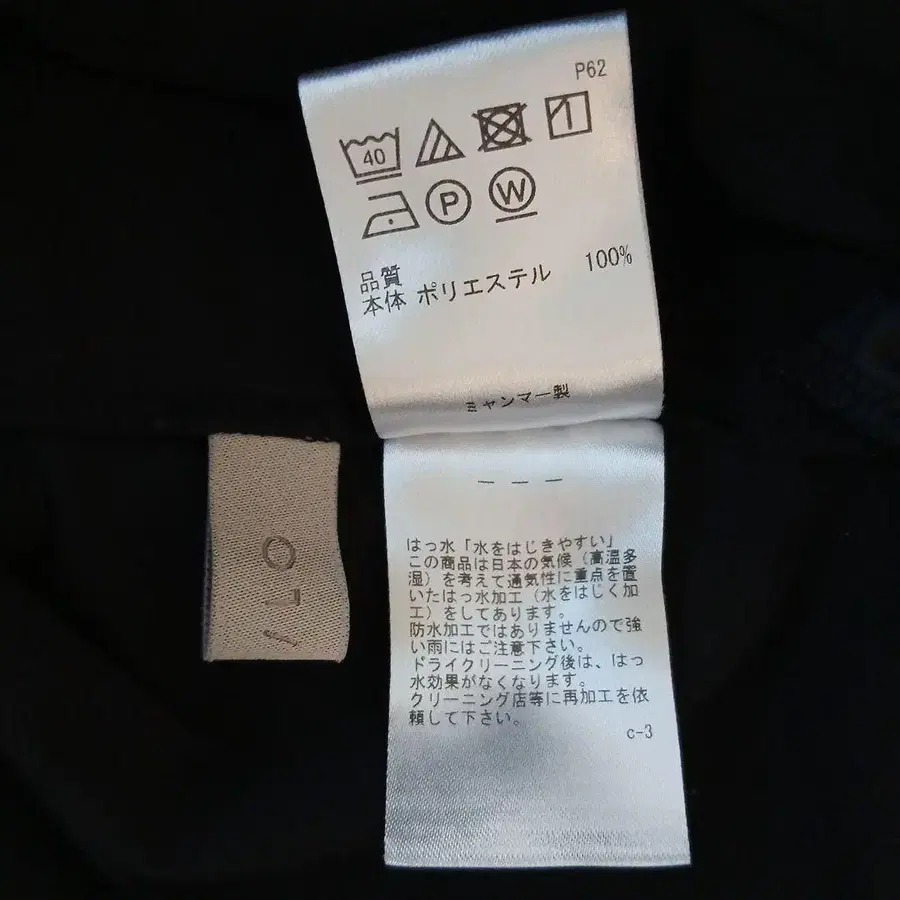 P62
40
P W
品質
本体 ポリエステル 100%
ミャンマー製
はっ水「水をはじきやすい」
この商品は日本の気候（高温多
湿）を考えて通気性に重点を置
いたはっ水加工（水をはじく加
工）をしてあります。
防水加工ではありませんので強
い雨にはご注意下さい。
ドライクリーニング後は、はっ
水効果がなくなります。
クリーニング店等に再加工を依
頼して下さい。
c-3